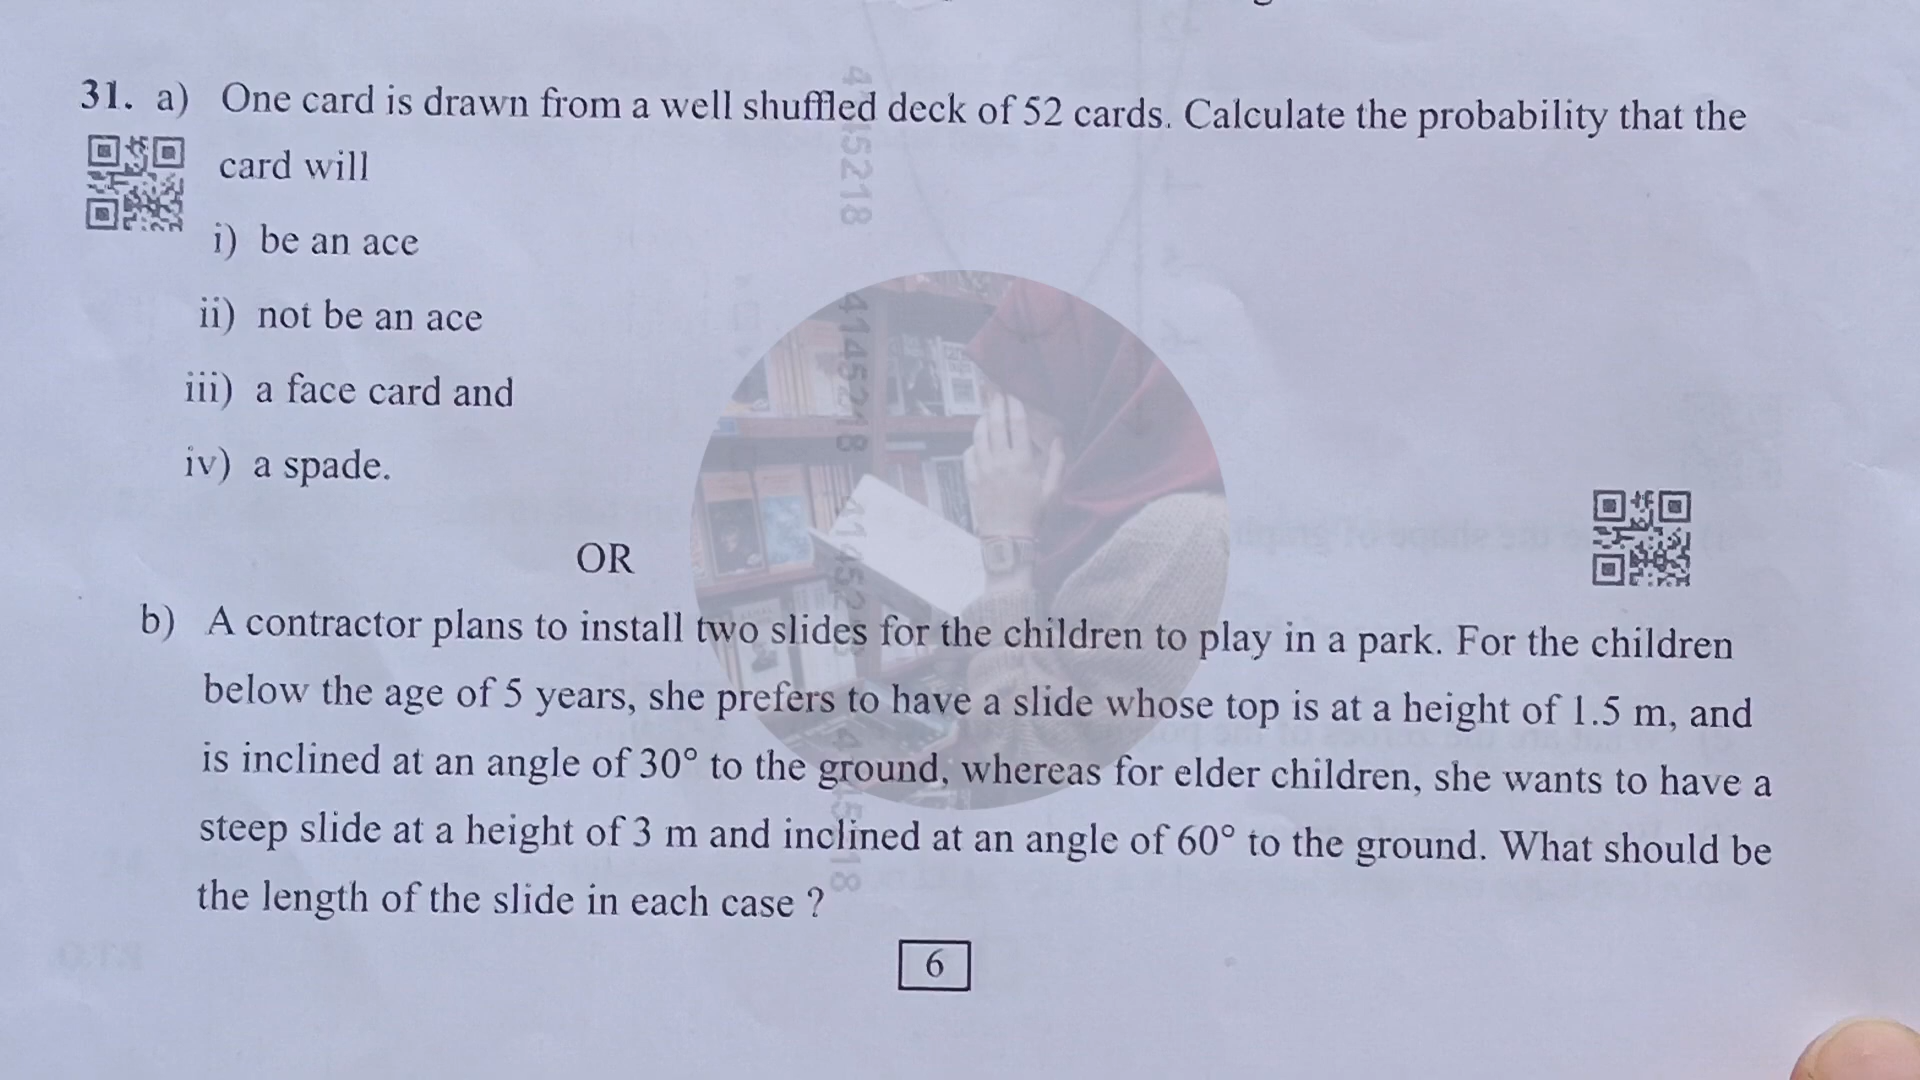 31. a) One card is drawn from a well shuffled deck of 52 cards. Calculate the probability that the
card will
i) be an ace
ii) not be an ace
iii) a face card and
iv) a spade.
OR
b) A contractor plans to install two slides for the children to play in a park. For the children
below the age of 5 years, she prefers to have a slide whose top is at a height of 1.5 m, and
is inclined at an angle of 30° to the ground, whereas for elder children, she wants to have a
steep slide at a height of 3 m and inclined at an angle of 60° to the ground. What should be
the length of the slide in each case ?
6